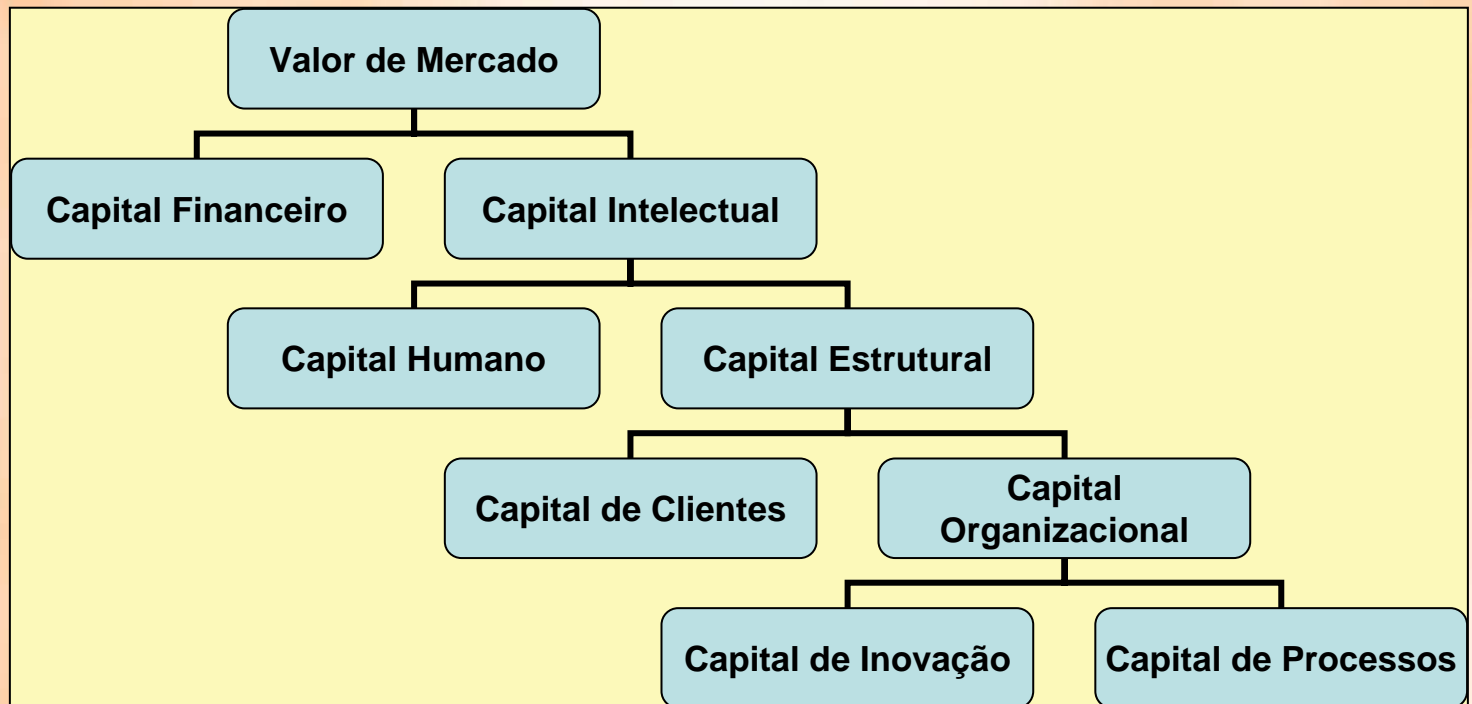 Valor de Mercado
Capital Financeiro
Capital Intelectual
Capital Humano
Capital Estrutural
Capital de Clientes
Capital
Organizacional
Capital de Inovação
Capital de Processos